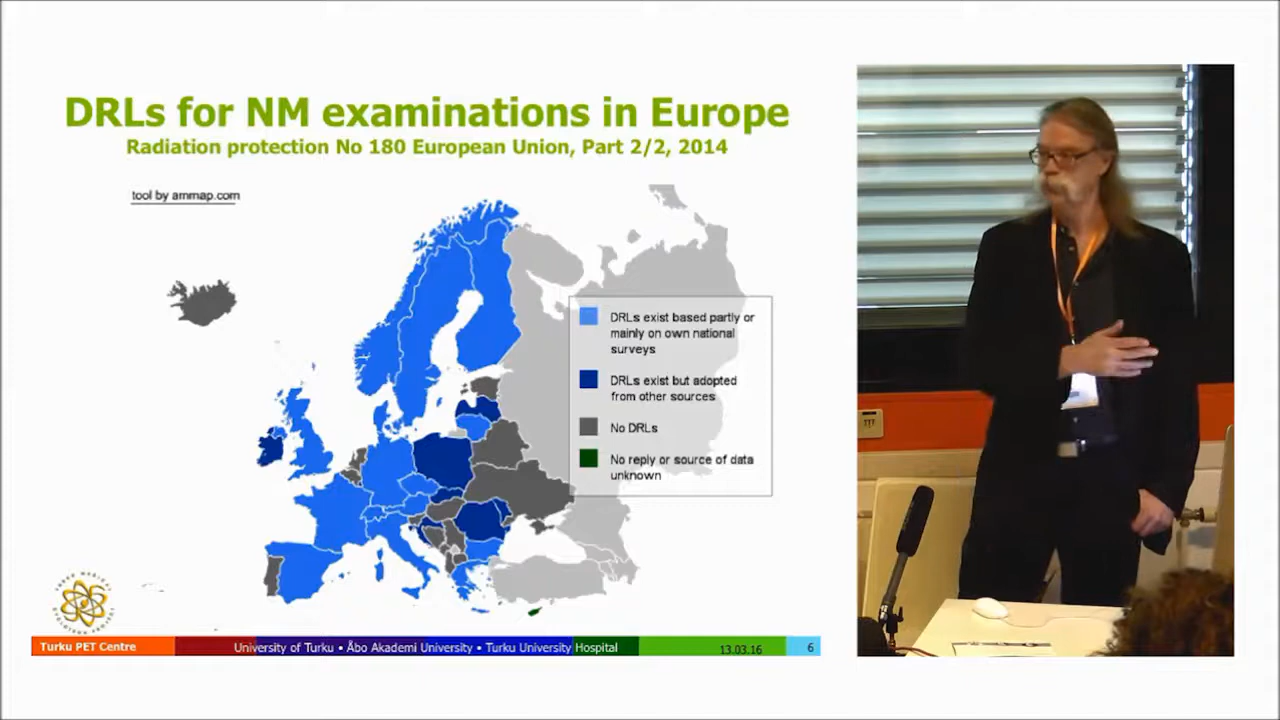 DRLs for NM examinations in Europe
Radiation protection No 180 European Union, Part 2/2, 2014
tool by ammap.com
DRLs exist based partly or
mainly on own national
surveys
DRLs exist but adopted
from other sources
No DRLs
No reply or source of data
unknown
Turku PET Centre
University of Turku • Åbo Akademi University • Turku University Hospital
13.03.16
6